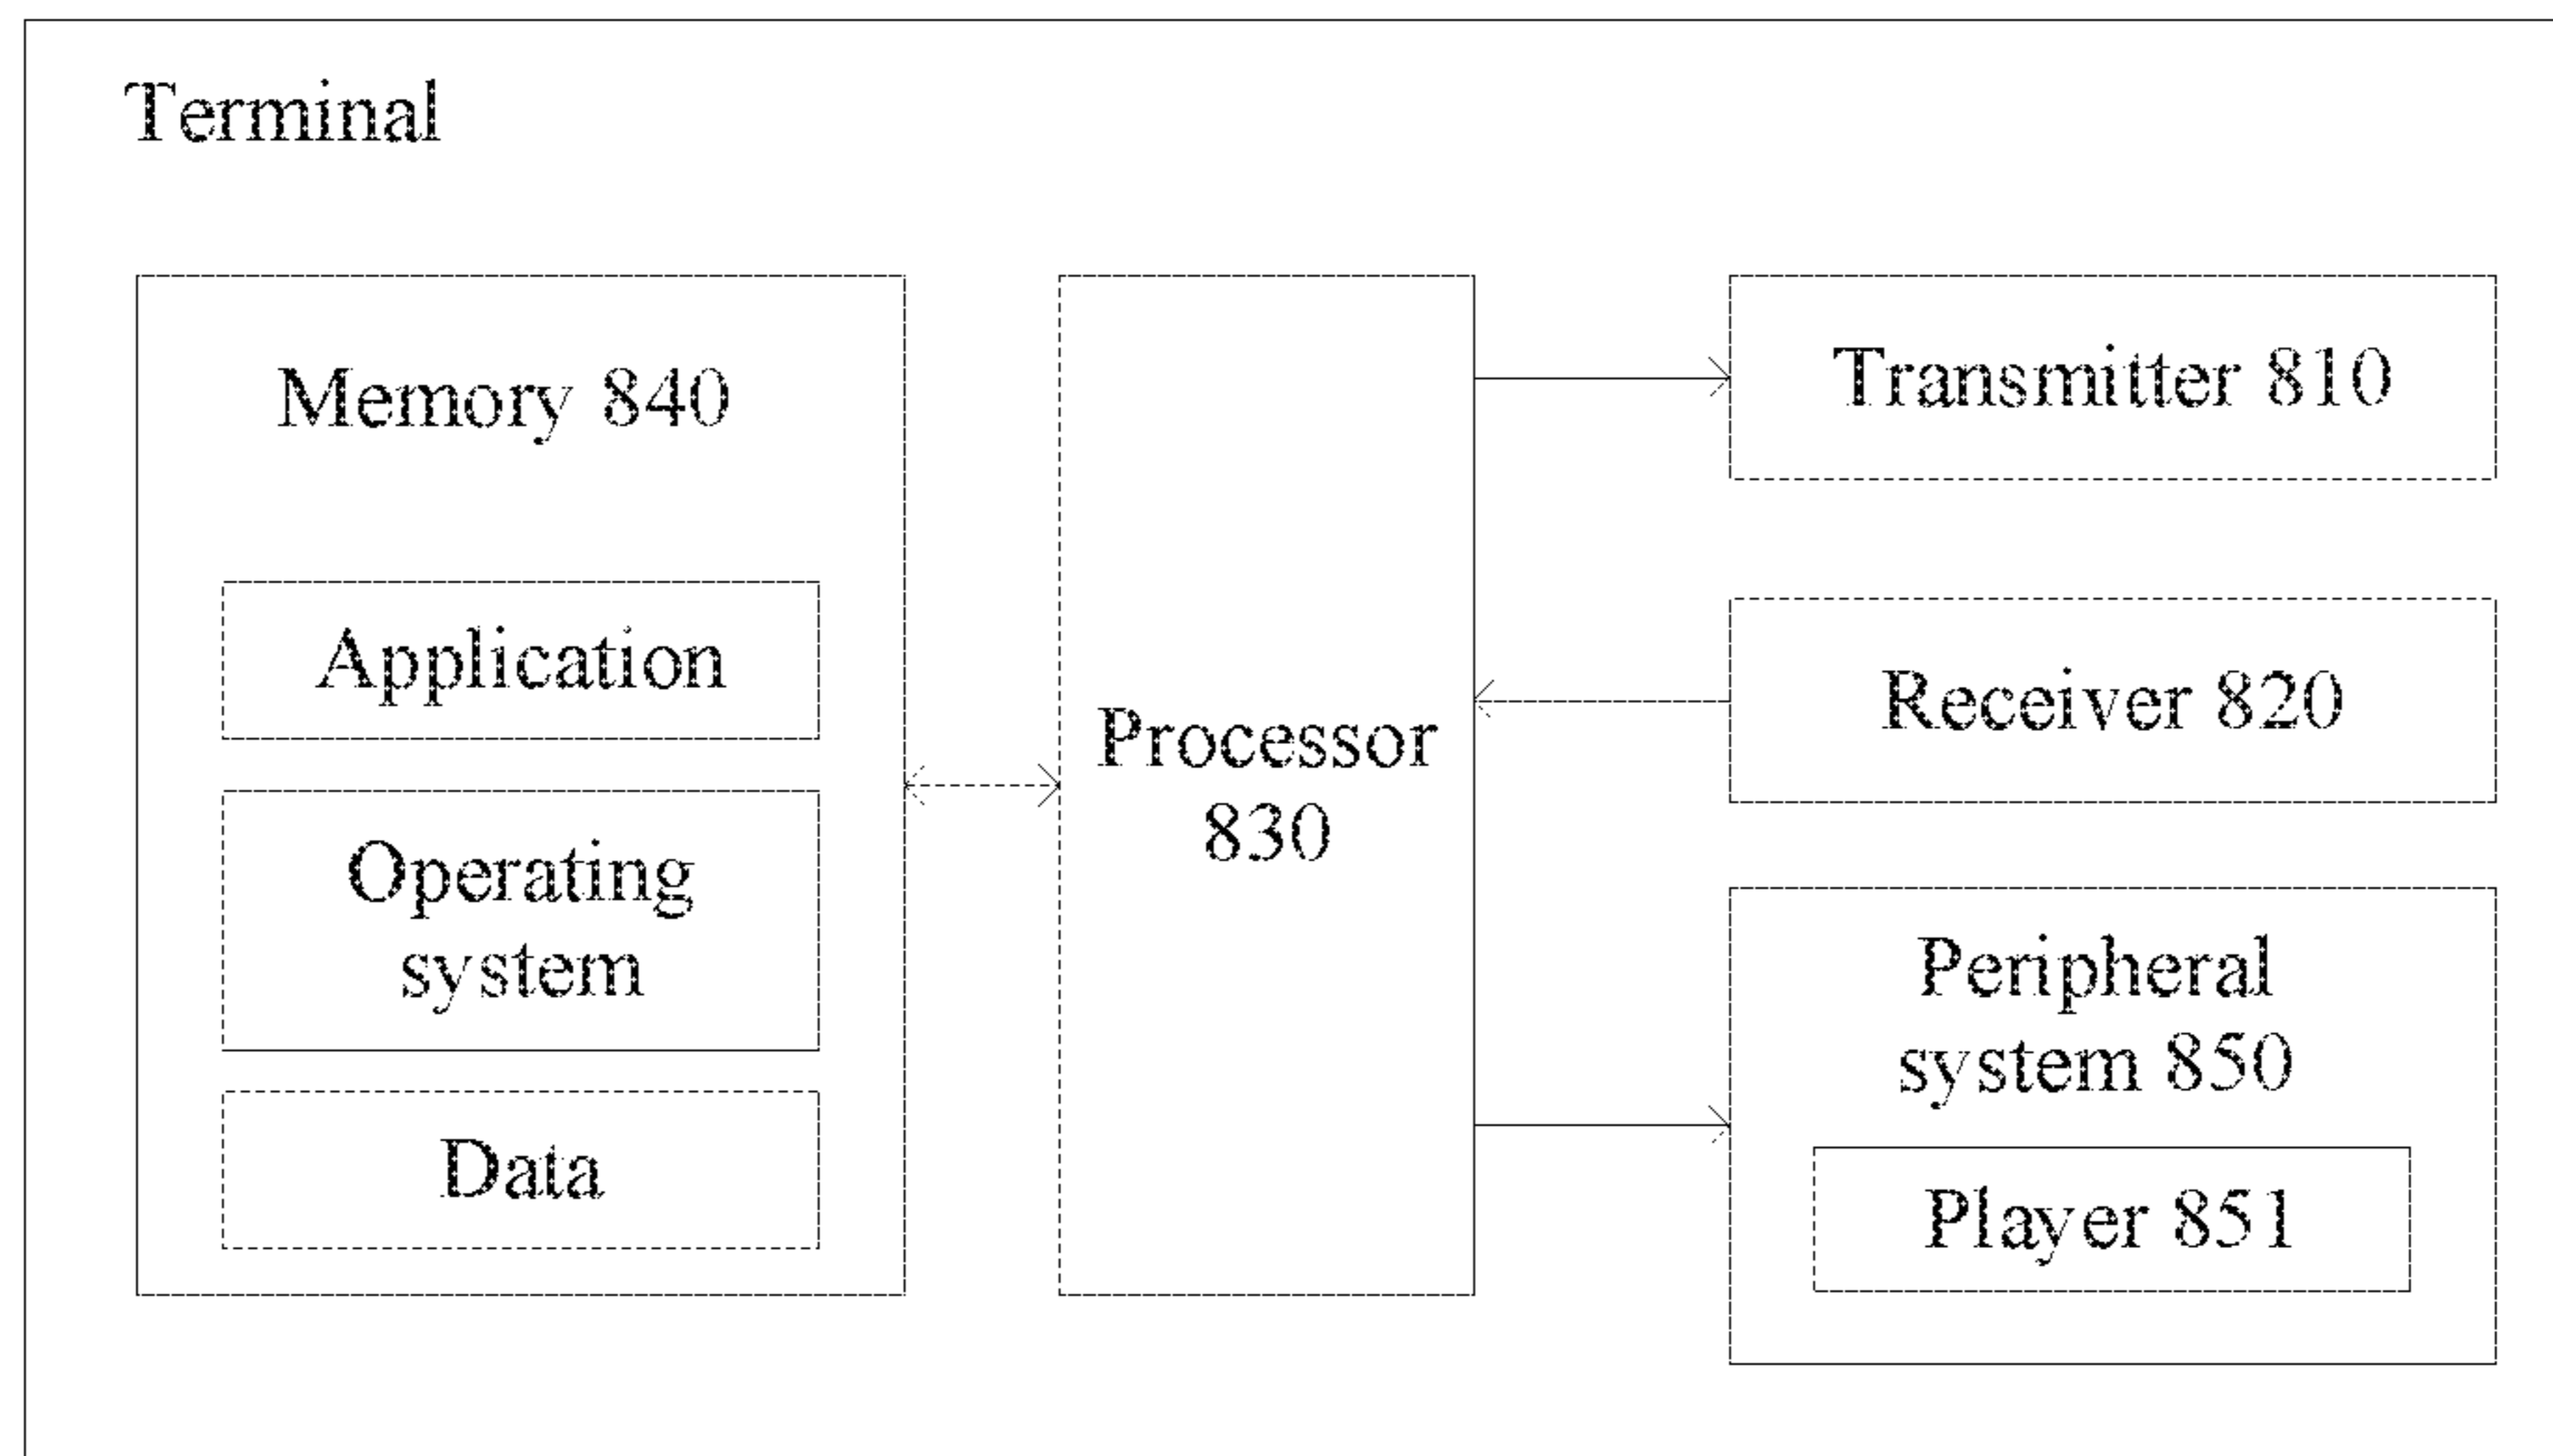 Terminal
Memory 840
Application
Operating
system
Data
Processor
830
Transmitter 810
Receiver 820
Peripheral
system 850
Player 851